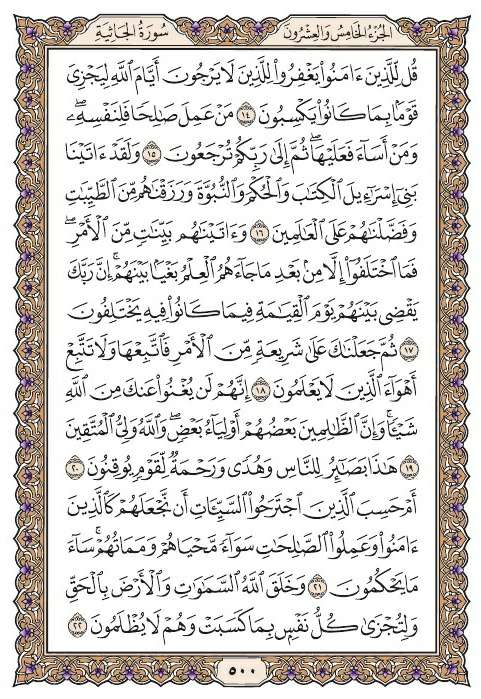 الجزء الخامس والعشرون سورة الجاثية
قُل لِّلَّذِينَ ءَامَنُوا۟ يَغْفِرُوا۟ لِلَّذِينَ لَا يَرْجُونَ أَيَّامَ ٱللَّهِ لِيَجْزِىَ
قَوْمًۢا بِمَا كَانُوا۟ يَكْسِبُونَ ١٤ مَنْ عَمِلَ صَٰلِحًا فَلِنَفْسِهِۦۖ
وَمَنْ أَسَآءَ فَعَلَيْهَاۖ ثُمَّ إِلَىٰ رَبِّكُمْ تُرْجَعُونَ ١٥ وَلَقَدْ ءَاتَيْنَا
بَنِىٓ إِسْرَٰٓءِيلَ ٱلْكِتَٰبَ وَٱلْحُكْمَ وَٱلنُّبُوَّةَ وَرَزَقْنَٰهُم مِّنَ ٱلطَّيِّبَٰتِ
وَفَضَّلْنَٰهُمْ عَلَى ٱلْعَٰلَمِينَ ١٦ وَءَاتَيْنَٰهُم بَيِّنَٰتٍ مِّنَ ٱلْأَمْرِۖ
فَمَا ٱخْتَلَفُوٓا۟ إِلَّا مِنۢ بَعْدِ مَا جَآءَهُمُ ٱلْعِلْمُ بَغْيًۢا بَيْنَهُمْۚ إِنَّ رَبَّكَ
يَقْضِى بَيْنَهُمْ يَوْمَ ٱلْقِيَٰمَةِ فِيمَا كَانُوا۟ فِيهِ يَخْتَلِفُونَ
١٧ ثُمَّ جَعَلْنَٰكَ عَلَىٰ شَرِيعَةٍ مِّنَ ٱلْأَمْرِ فَٱتَّبِعْهَا وَلَا تَتَّبِعْ
أَهْوَآءَ ٱلَّذِينَ لَا يَعْلَمُونَ ١٨ إِنَّهُمْ لَن يُغْنُوا۟ عَنكَ مِنَ ٱللَّهِ
شَيْـًٔاۚ وَإِنَّ ٱلظَّٰلِمِينَ بَعْضُهُمْ أَوْلِيَآءُ بَعْضٍۖ وَٱللَّهُ وَلِىُّ ٱلْمُتَّقِينَ
١٩ هَٰذَا بَصَٰٓئِرُ لِلنَّاسِ وَهُدًى وَرَحْمَةٌ لِّقَوْمٍ يُوقِنُونَ ٢٠
أَمْ حَسِبَ ٱلَّذِينَ ٱجْتَرَحُوا۟ ٱلسَّيِّـَٔاتِ أَن نَّجْعَلَهُمْ كَٱلَّذِينَ
ءَامَنُوا۟ وَعَمِلُوا۟ ٱلصَّٰلِحَٰتِ سَوَآءً مَّحْيَاهُمْ وَمَمَاتُهُمْۚ سَآءَ
مَا يَحْكُمُونَ ٢١ وَخَلَقَ ٱللَّهُ ٱلسَّمَٰوَٰتِ وَٱلْأَرْضَ بِٱلْحَقِّ
وَلِتُجْزَىٰ كُلُّ نَفْسٍۭ بِمَا كَسَبَتْ وَهُمْ لَا يُظْلَمُونَ ٢٢
٥٠٠